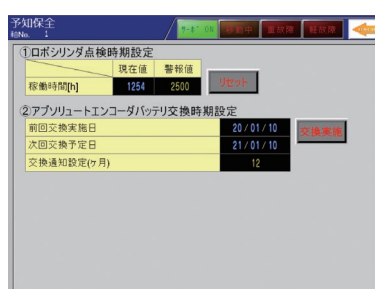 予知保全
軸No. 1
サーボ ON
移動中
重故障
軽故障
①ロボシリンダ点検時期設定
現在値 警報値
稼働時間[h] 1254 2500
リセット
②アブソリュートエンコーダバッテリ交換時期設定
前回交換実施日 20/01/10
次回交換予定日 21/01/10
交換実施
交換通知設定(ヶ月) 12